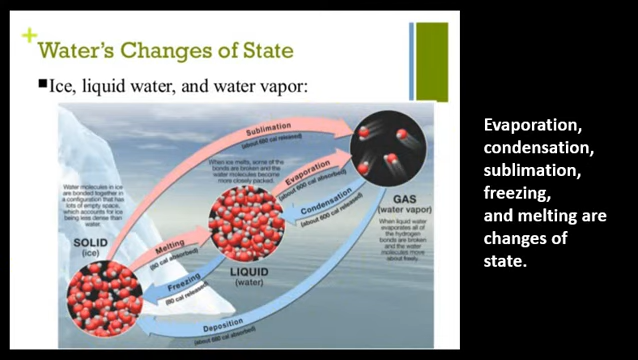 +
Water's Changes of State
Ice, liquid water, and water vapor:
Sublimation
(about 680 cal absorbed)
When ice melts, some of the
bonds are broken and the
water molecules become
more closely packed.
Evaporation
(about 600 cal absorbed)
Condensation
(about 600 cal released)
GAS
(water vapor)
When liquid water
evaporates all of
the hydrogen
bonds are broken
and the water
molecules move
about freely.
Water molecules in ice
are bonded together in
a configuration that has
lots of empty space,
which accounts for ice
being less dense than
water.
SOLID
(ice)
Melting
(80 cal absorbed)
LIQUID
(water)
Freezing
(80 cal released)
Deposition
(about 680 cal absorbed)
Evaporation,
condensation,
sublimation,
freezing,
and melting are
changes of
state.